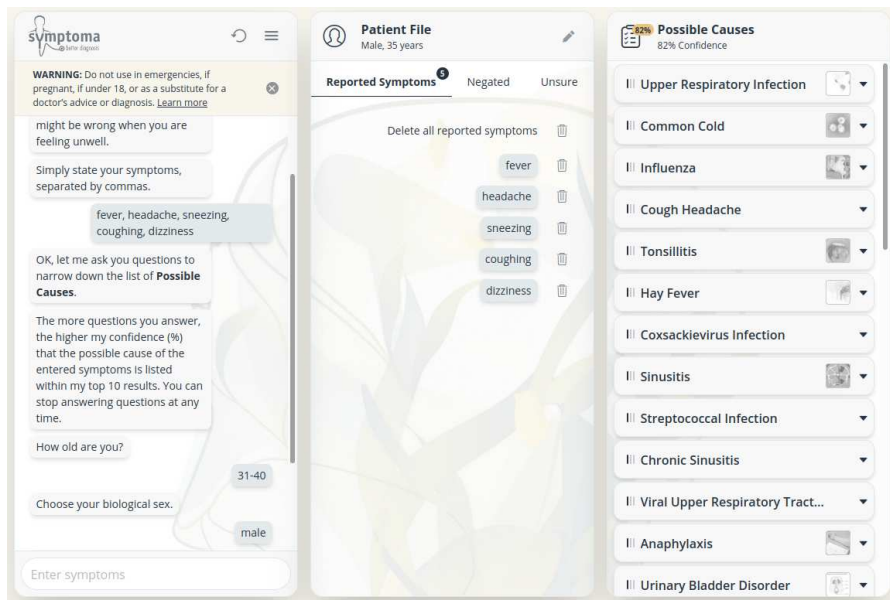 symptoma
a better diagnosis
WARNING: Do not use in emergencies, if
pregnant, if under 18, or as a substitute for a
doctor's advice or diagnosis. Learn more
might be wrong when you are
feeling unwell.
Simply state your symptoms,
separated by commas.
fever, headache, sneezing,
coughing, dizziness
OK, let me ask you questions to
narrow down the list of Possible
Causes.
The more questions you answer,
the higher my confidence (%)
that the possible cause of the
entered symptoms is listed
within my top 10 results. You can
stop answering questions at any
time.
How old are you?
31-40
Choose your biological sex.
male
Enter symptoms
Patient File
Male, 35 years
Reported Symptoms 5 Negated Unsure
Delete all reported symptoms
fever
headache
sneezing
coughing
dizziness
82% Possible Causes
82% Confidence
Upper Respiratory Infection
Common Cold
Influenza
Cough Headache
Tonsillitis
Hay Fever
Coxsackievirus Infection
Sinusitis
Streptococcal Infection
Chronic Sinusitis
Viral Upper Respiratory Tract...
Anaphylaxis
Urinary Bladder Disorder